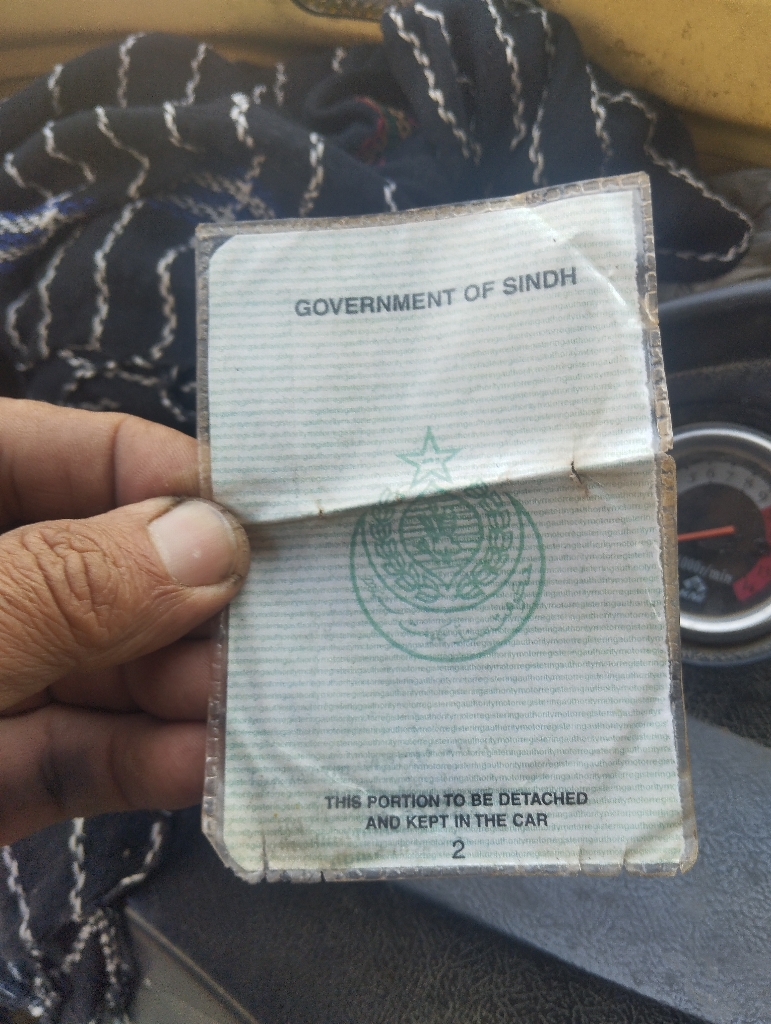 GOVERNMENT OF SINDH
THIS PORTION TO BE DETACHED
AND KEPT IN THE CAR
2